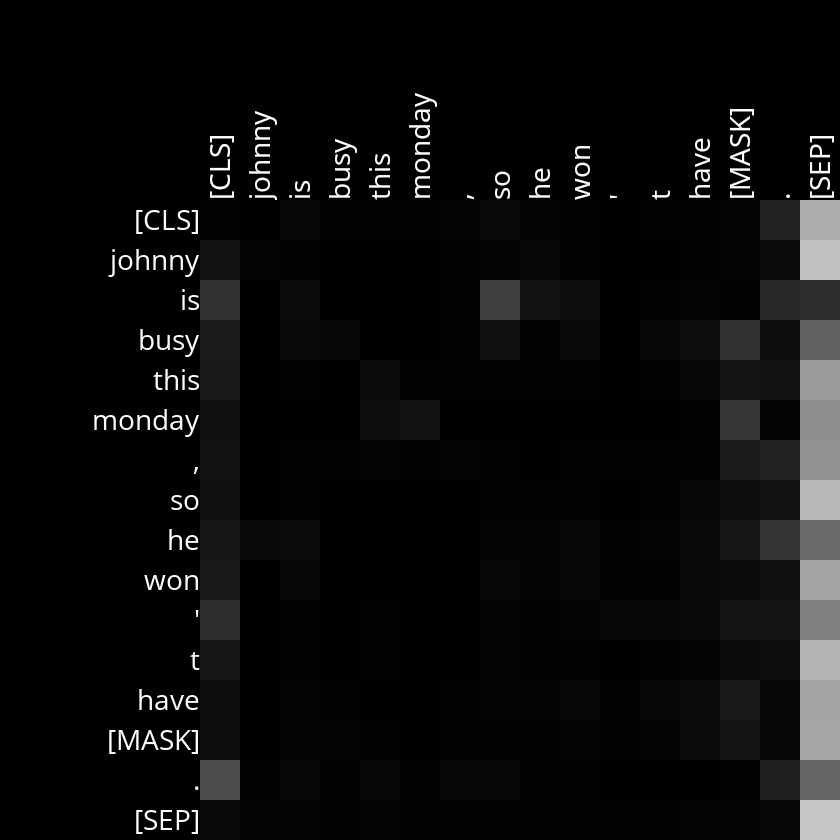 [CLS] johnny is busy this monday , so he won ' t have [MASK] . [SEP]
[CLS]
johnny
is
busy
this
monday
,
so
he
won
'
t
have
[MASK]
.
[SEP]